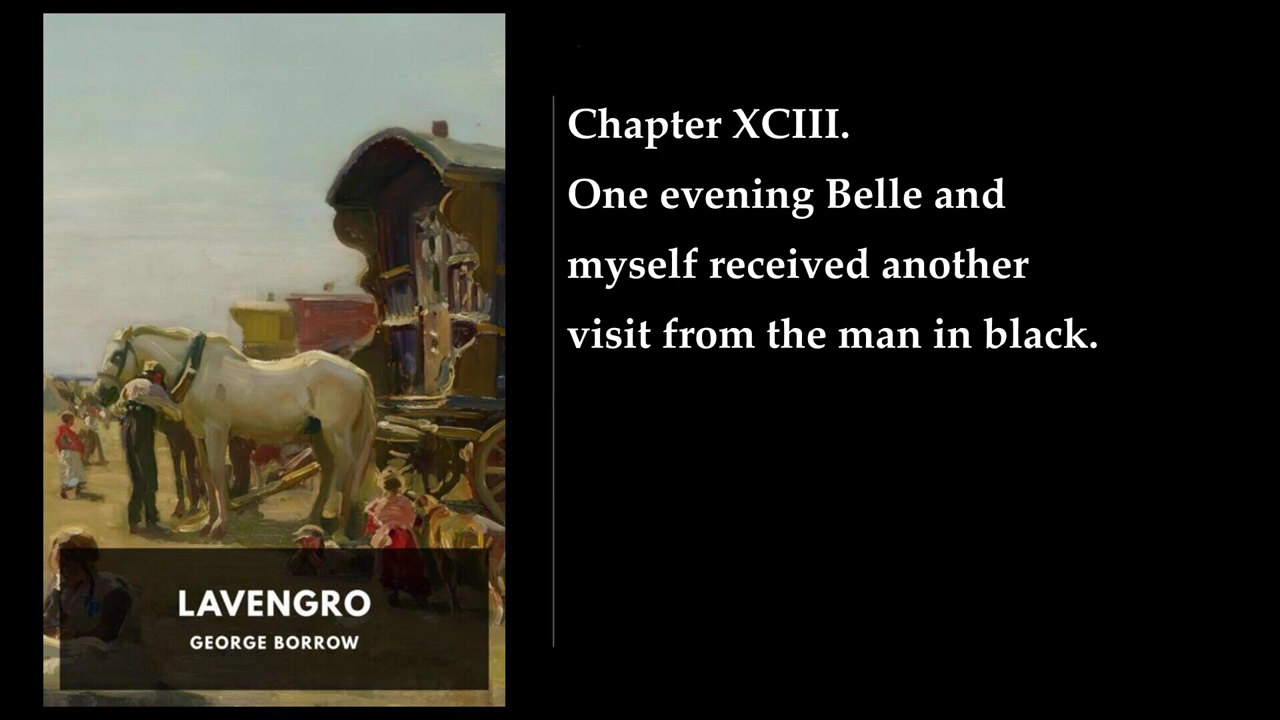 LAVENGRO
GEORGE BORROW
Chapter XCIII.
One evening Belle and
myself received another
visit from the man in black.